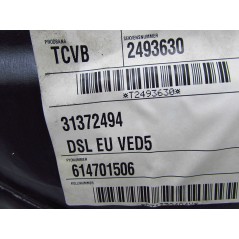 TCVB 2493630
*T2493630*
31372494
DSL EU VED5
614701506